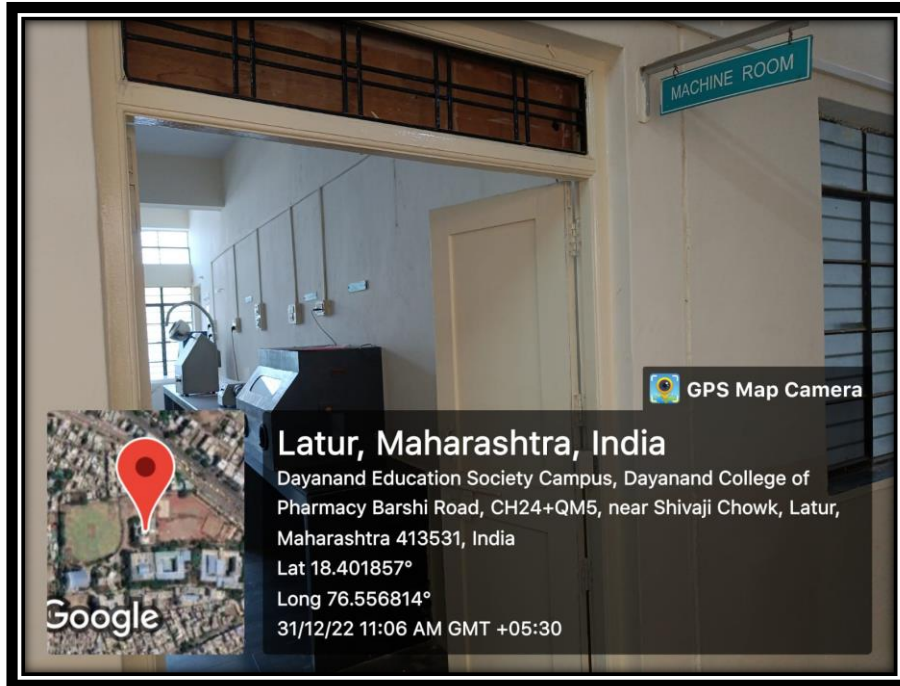 MACHINE ROOM
GPS Map Camera
Latur, Maharashtra, India
Dayanand Education Society Campus, Dayanand College of
Pharmacy Barshi Road, CH24+QM5, near Shivaji Chowk, Latur,
Maharashtra 413531, India
Lat 18.401857°
Long 76.556814°
31/12/22 11:06 AM GMT +05:30
Google